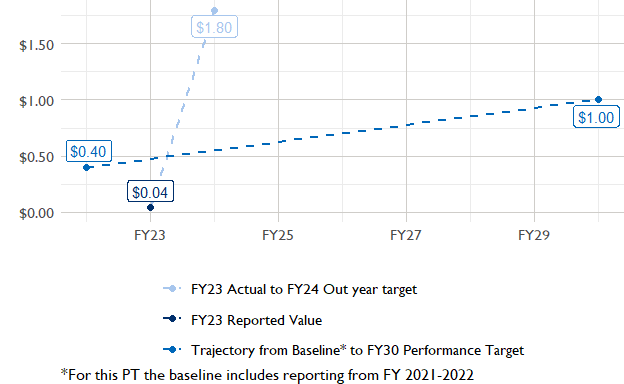 $1.80
$1.50
$1.00
$1.00
$0.50
$0.40
$0.04
$0.00
FY23 FY25 FY27 FY29
FY23 Actual to FY24 Out year target
FY23 Reported Value
Trajectory from Baseline* to FY30 Performance Target
*For this PT the baseline includes reporting from FY 2021-2022